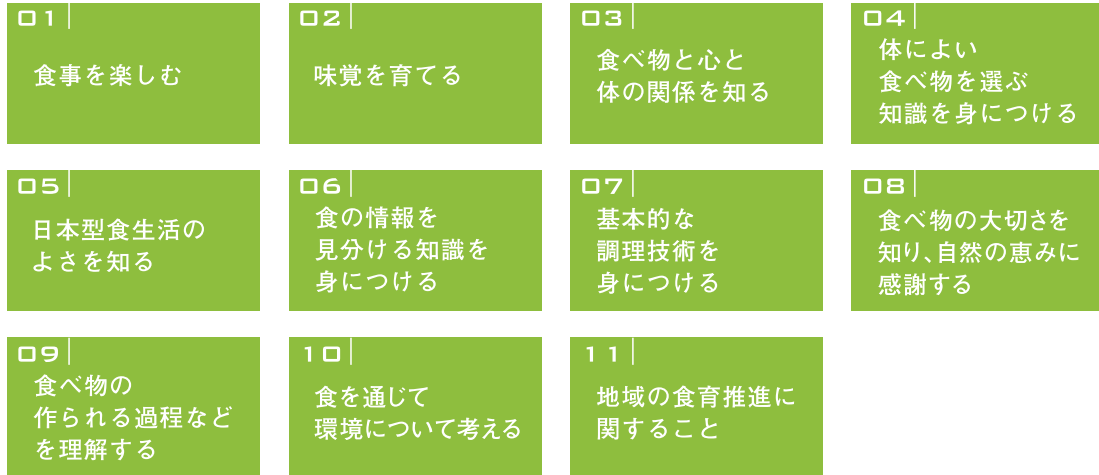 01
食事を楽しむ
02
味覚を育てる
03
食べ物と心と
体の関係を知る
04
体によい
食べ物を選ぶ
知識を身につける
05
日本型食生活の
よさを知る
06
食の情報を
見分ける知識を
身につける
07
基本的な
調理技術を
身につける
08
食べ物の大切さを
知り、自然の恵みに
感謝する
09
食べ物の
作られる過程など
を理解する
10
食を通じて
環境について考える
11
地域の食育推進に
関すること